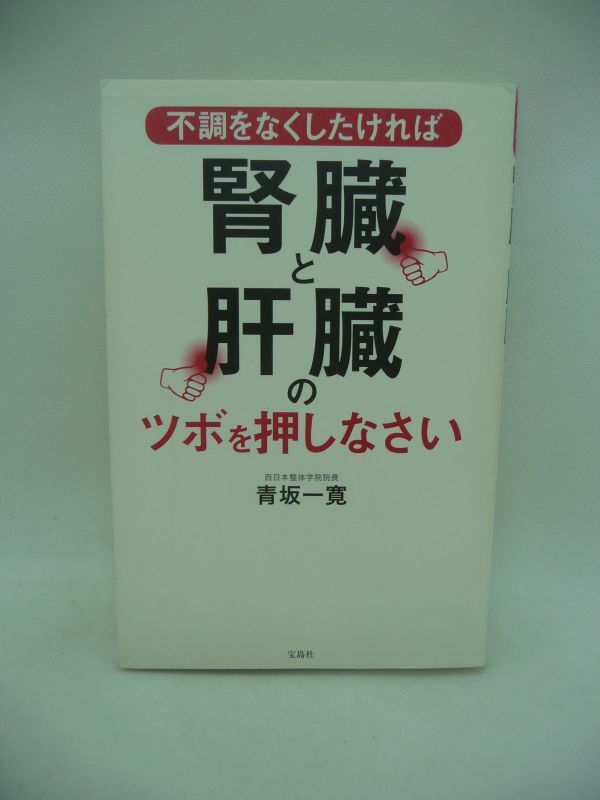 不調をなくしたければ
腎臓
と
肝臓
の
ツボを押しなさい
西日本整体学院院長
青坂一寛
宝島社